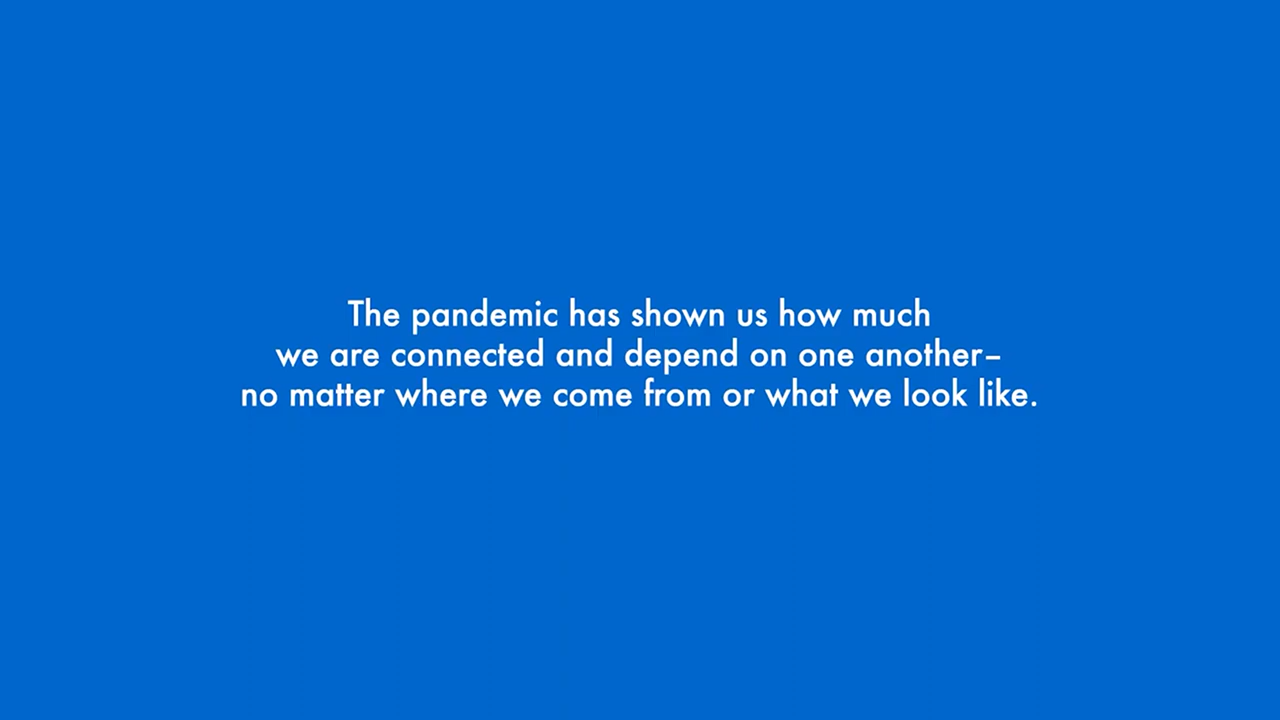 The pandemic has shown us how much
we are connected and depend on one another–
no matter where we come from or what we look like.